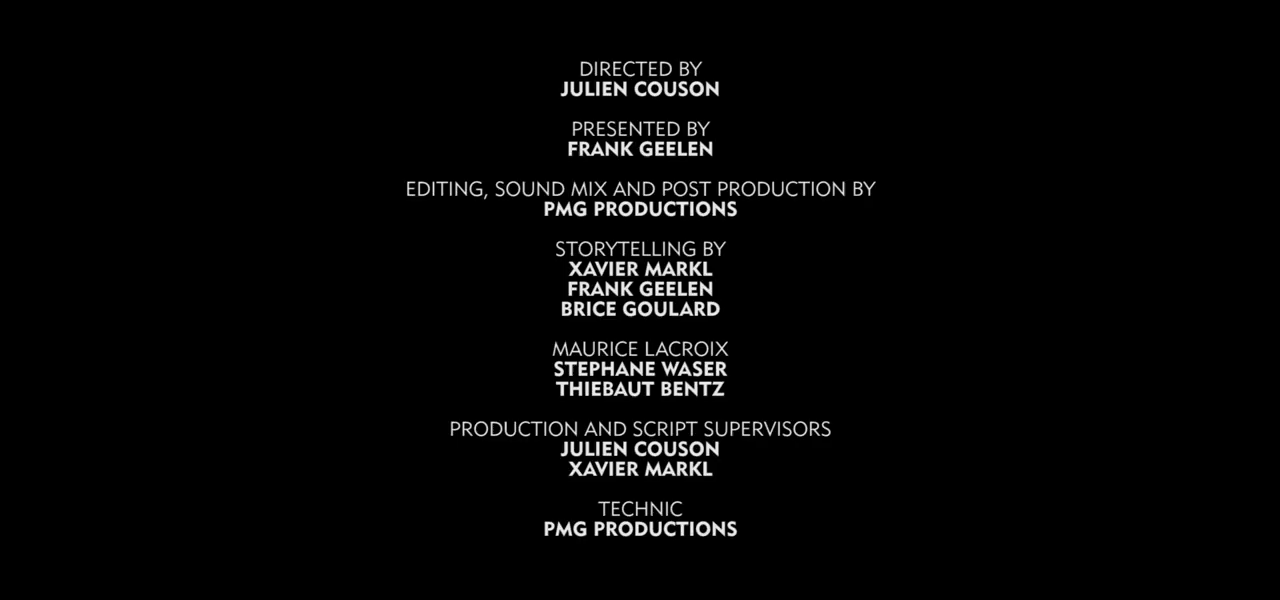 DIRECTED BY
JULIEN COUSON
PRESENTED BY
FRANK GEELEN
EDITING, SOUND MIX AND POST PRODUCTION BY
PMG PRODUCTIONS
STORYTELLING BY
XAVIER MARKL
FRANK GEELEN
BRICE GOULARD
MAURICE LACROIX
STEPHANE WASER
THIEBAUT BENTZ
PRODUCTION AND SCRIPT SUPERVISORS
JULIEN COUSON
XAVIER MARKL
TECHNIC
PMG PRODUCTIONS